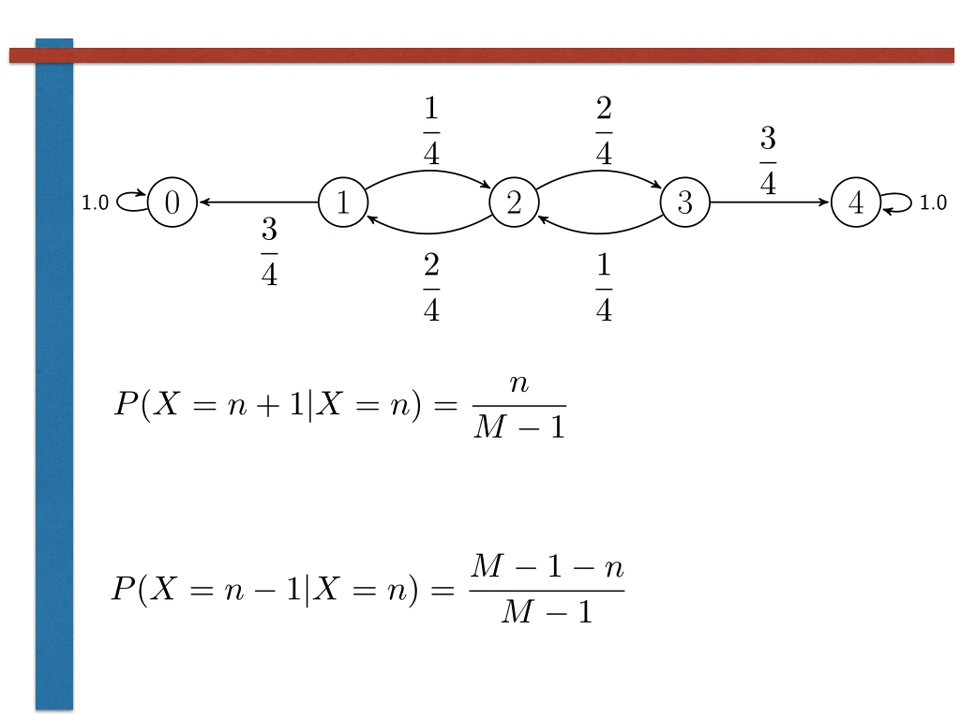 1/4 2/4 3/4
1.0 0 1 2 3 4 1.0
3/4 2/4 1/4
P(X = n + 1|X = n) = n/(M − 1)
P(X = n − 1|X = n) = (M − 1 − n)/(M − 1)